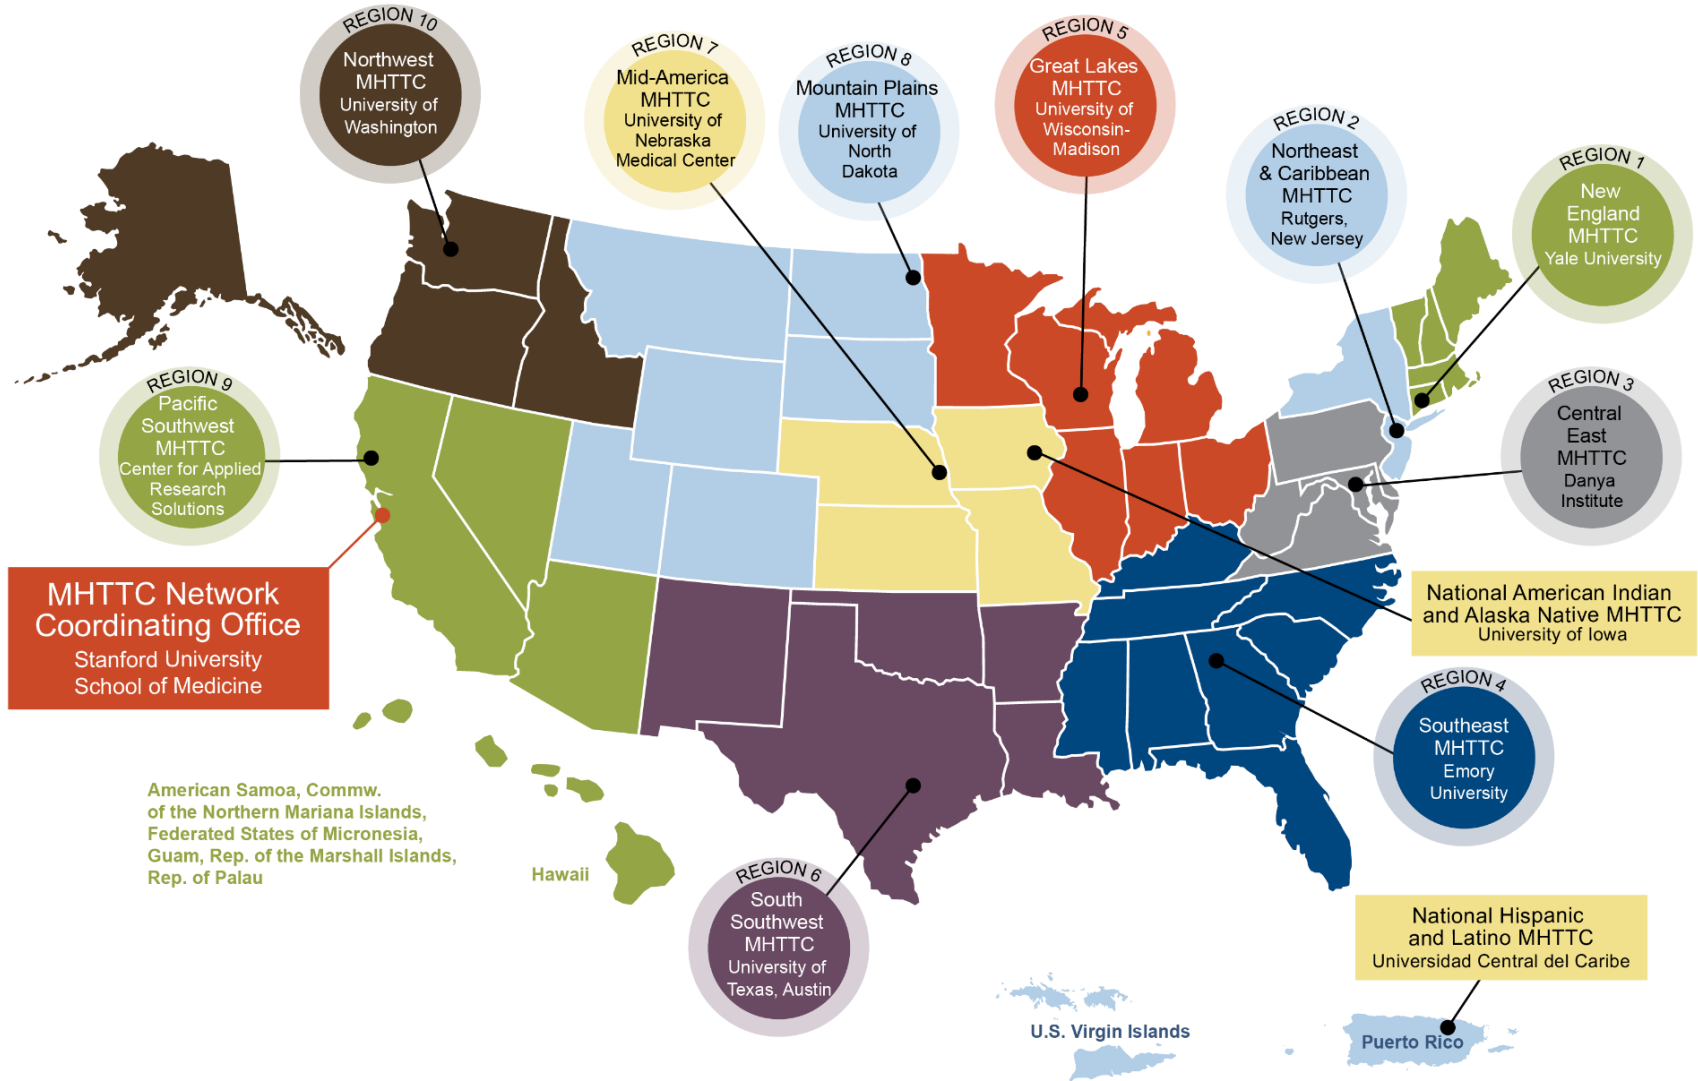 REGION 10
Northwest
MHTTC
University of
Washington
REGION 7
Mid-America
MHTTC
University of
Nebraska
Medical Center
REGION 8
Mountain Plains
MHTTC
University of
North
Dakota
REGION 5
Great Lakes
MHTTC
University of
Wisconsin-
Madison
REGION 2
Northeast
& Caribbean
MHTTC
Rutgers,
New Jersey
REGION 1
New
England
MHTTC
Yale University
REGION 9
Pacific
Southwest
MHTTC
Center for Applied
Research
Solutions
REGION 3
Central
East
MHTTC
Danya
Institute
MHTTC Network
Coordinating Office
Stanford University
School of Medicine
National American Indian
and Alaska Native MHTTC
University of Iowa
REGION 4
Southeast
MHTTC
Emory
University
American Samoa, Commw.
of the Northern Mariana Islands,
Federated States of Micronesia,
Guam, Rep. of the Marshall Islands,
Rep. of Palau
Hawaii
REGION 6
South
Southwest
MHTTC
University of
Texas, Austin
National Hispanic
and Latino MHTTC
Universidad Central del Caribe
U.S. Virgin Islands
Puerto Rico